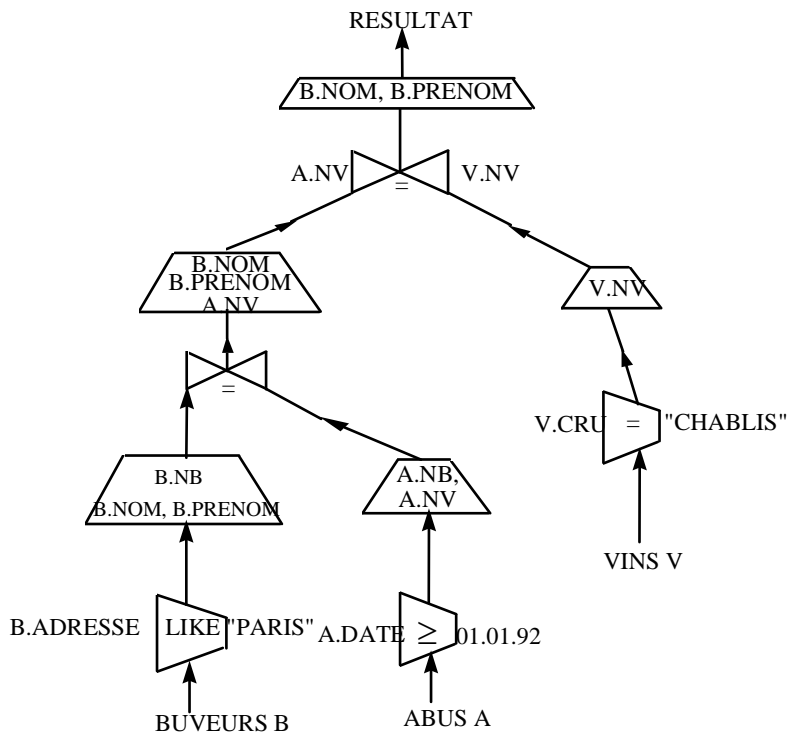 RESULTAT
B.NOM, B.PRENOM
A.NV
V.NV
=
B.NOM
B.PRENOM
A.NV
V.NV
=
V.CRU = "CHABLIS"
B.NB
B.NOM, B.PRENOM
A.NB,
A.NV
VINS V
B.ADRESSE LIKE "PARIS"
A.DATE ≥ 01.01.92
BUVEURS B
ABUS A